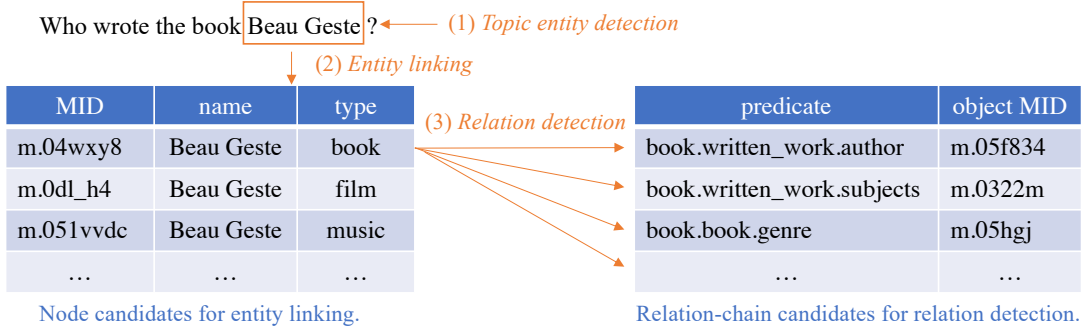 Who wrote the book Beau Geste ? (1) Topic entity detection
(2) Entity linking
MID name type
m.04wxy8 Beau Geste book
m.0dl_h4 Beau Geste film
m.051vvdc Beau Geste music
... ... ...
Node candidates for entity linking.
(3) Relation detection
predicate object MID
book.written_work.author m.05f834
book.written_work.subjects m.0322m
book.book.genre m.05hgj
... ...
Relation-chain candidates for relation detection.